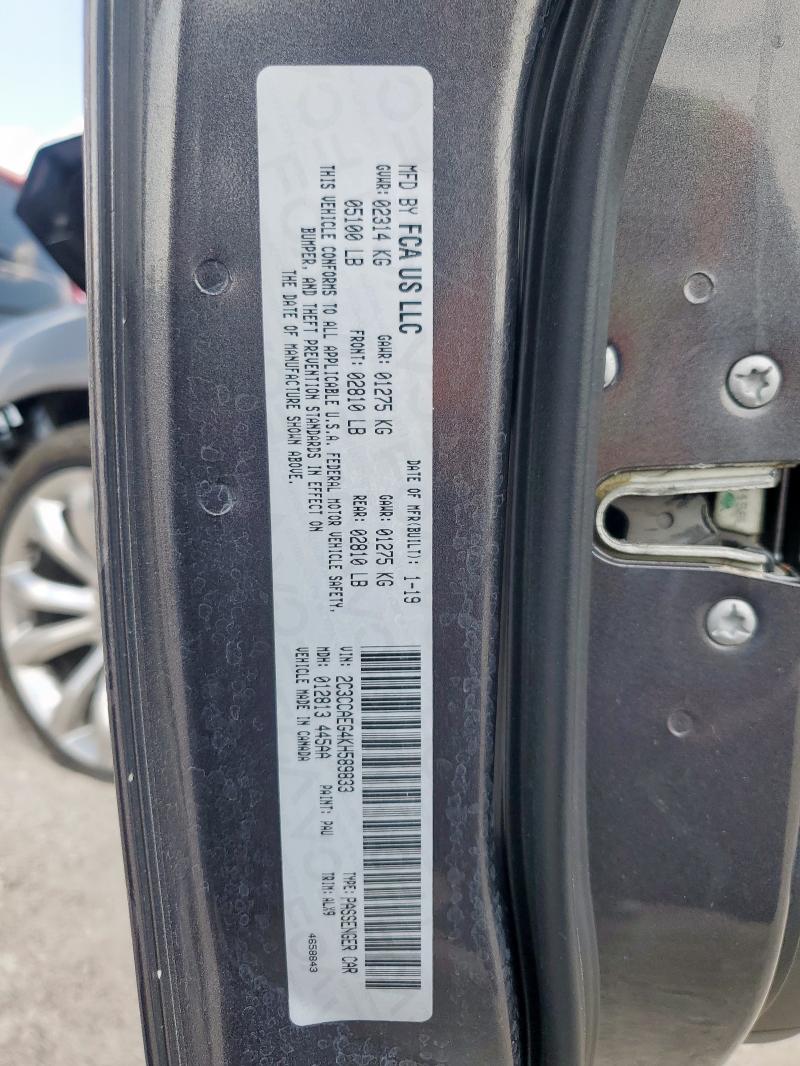 MFD BY FCA US LLC
DATE OF MFR(BUILT): 1-19
GVWR: 02314 KG
GAWR: 01275 KG
GAWR: 01275 KG
05100 LB
FRONT: 02810 LB
REAR: 02810 LB
THIS VEHICLE CONFORMS TO ALL APPLICABLE U.S.A. FEDERAL MOTOR VEHICLE SAFETY,
BUMPER, AND THEFT PREVENTION STANDARDS IN EFFECT ON
THE DATE OF MANUFACTURE SHOWN ABOVE.
VIN: 2C3CCAEG4KH589833
TYPE: PASSENGER CAR
MDH: 012813 445AA
PAINT: PAU
TRIM: ALX9
VEHICLE MADE IN CANADA
4658843